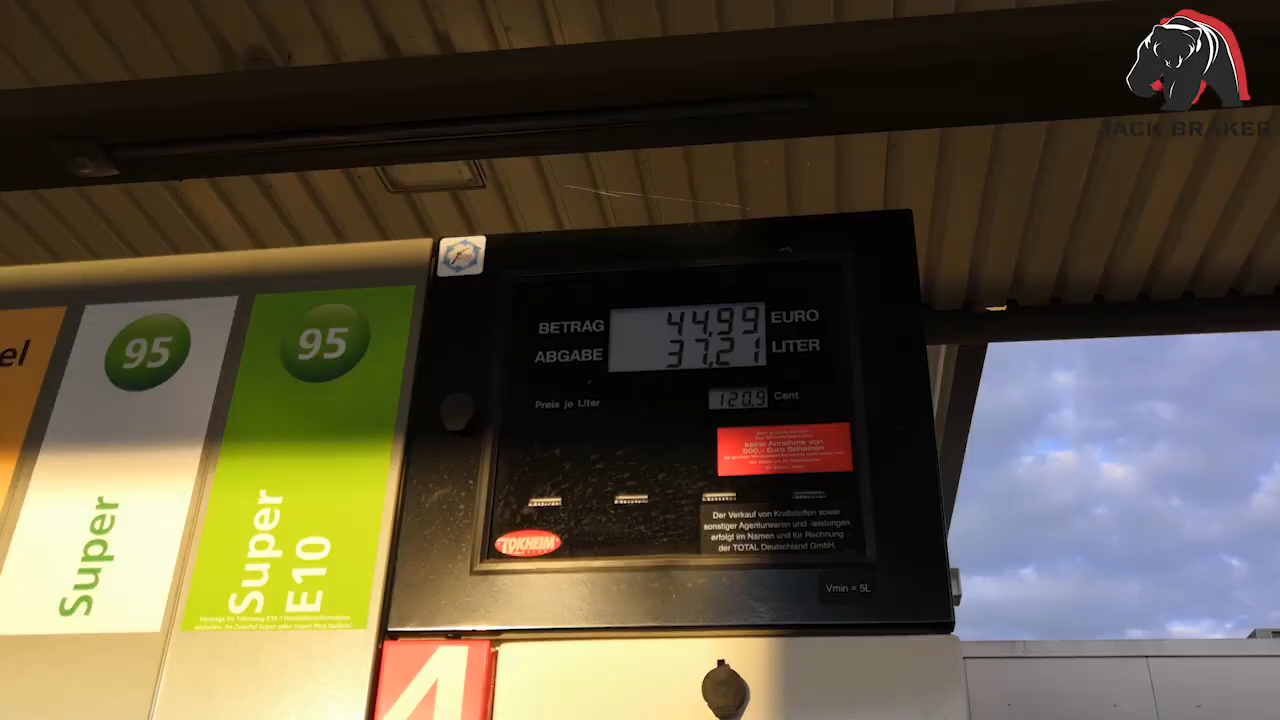 JACK BRAKER
el
95
Super
95
Super
E10
BETRAG 44,99 EURO
ABGABE 37,21 LITER
Preis je Liter 120,9 Cent
keine Annahme von
500,- Euro Scheinen
TOKHEIM
Der Verkauf von Kraftstoffen sowie
sonstiger Agenturwaren und -leistungen
erfolgt im Namen und für Rechnung
der TOTAL Deutschland GmbH.
Vmin = 5L